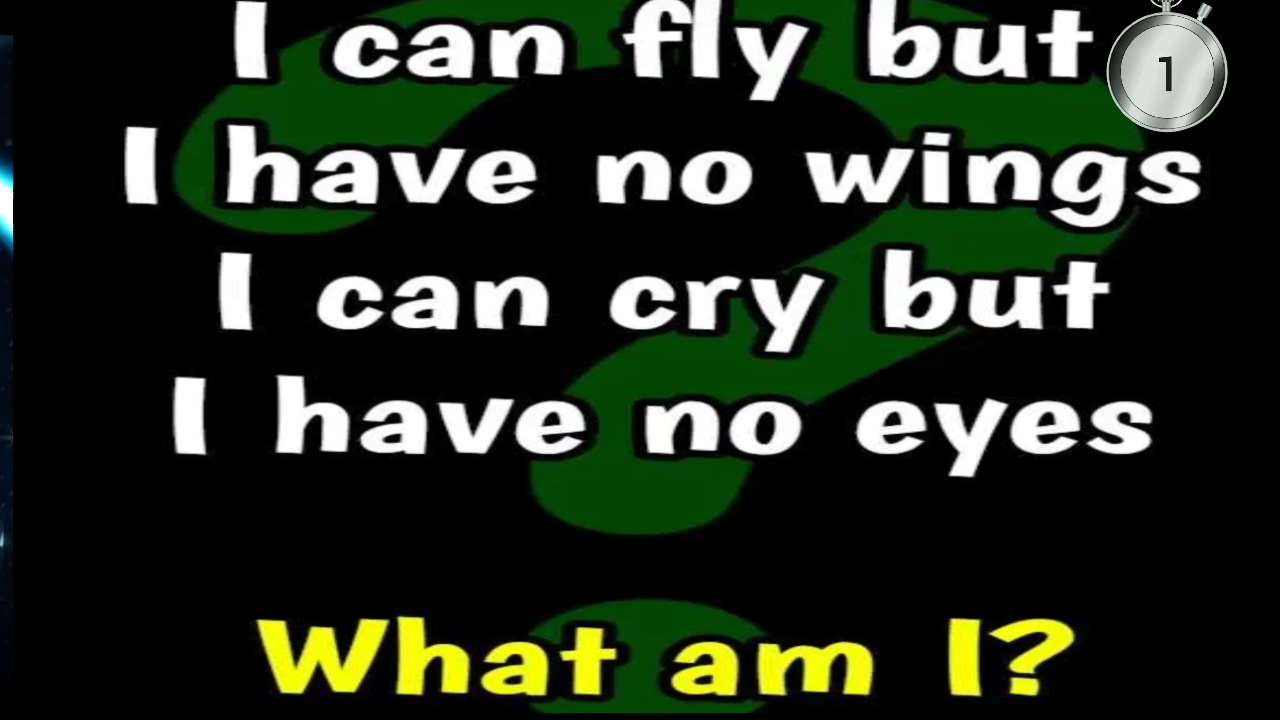 I can fly but
1
I have no wings
I can cry but
I have no eyes
What am I?